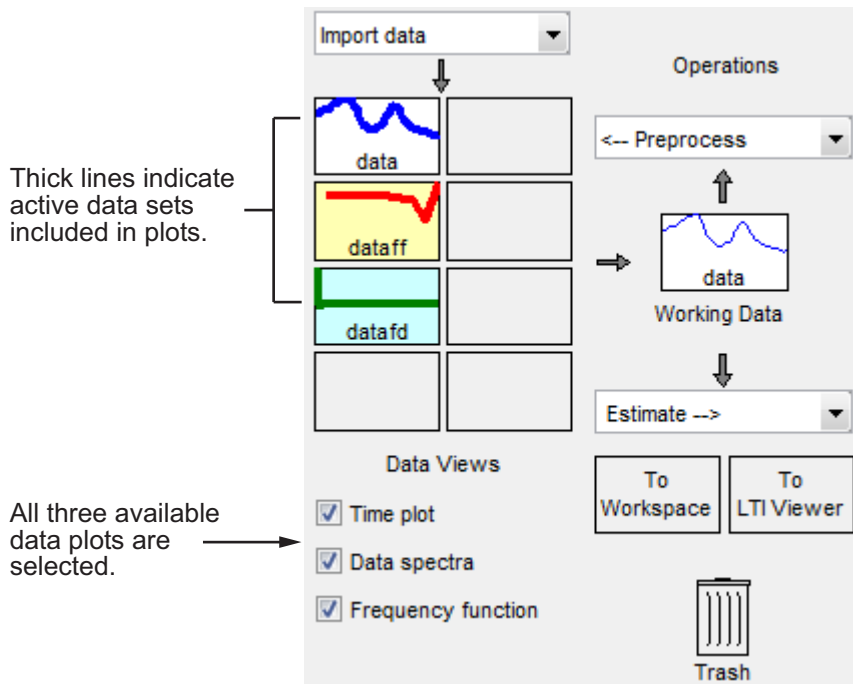 Import data
Operations
Thick lines indicate
active data sets
included in plots.
data
<-- Preprocess
dataff
data
Working Data
datafd
Estimate -->
Data Views
To
Workspace
To
LTI Viewer
All three available
data plots are
selected.
Time plot
Data spectra
Frequency function
Trash